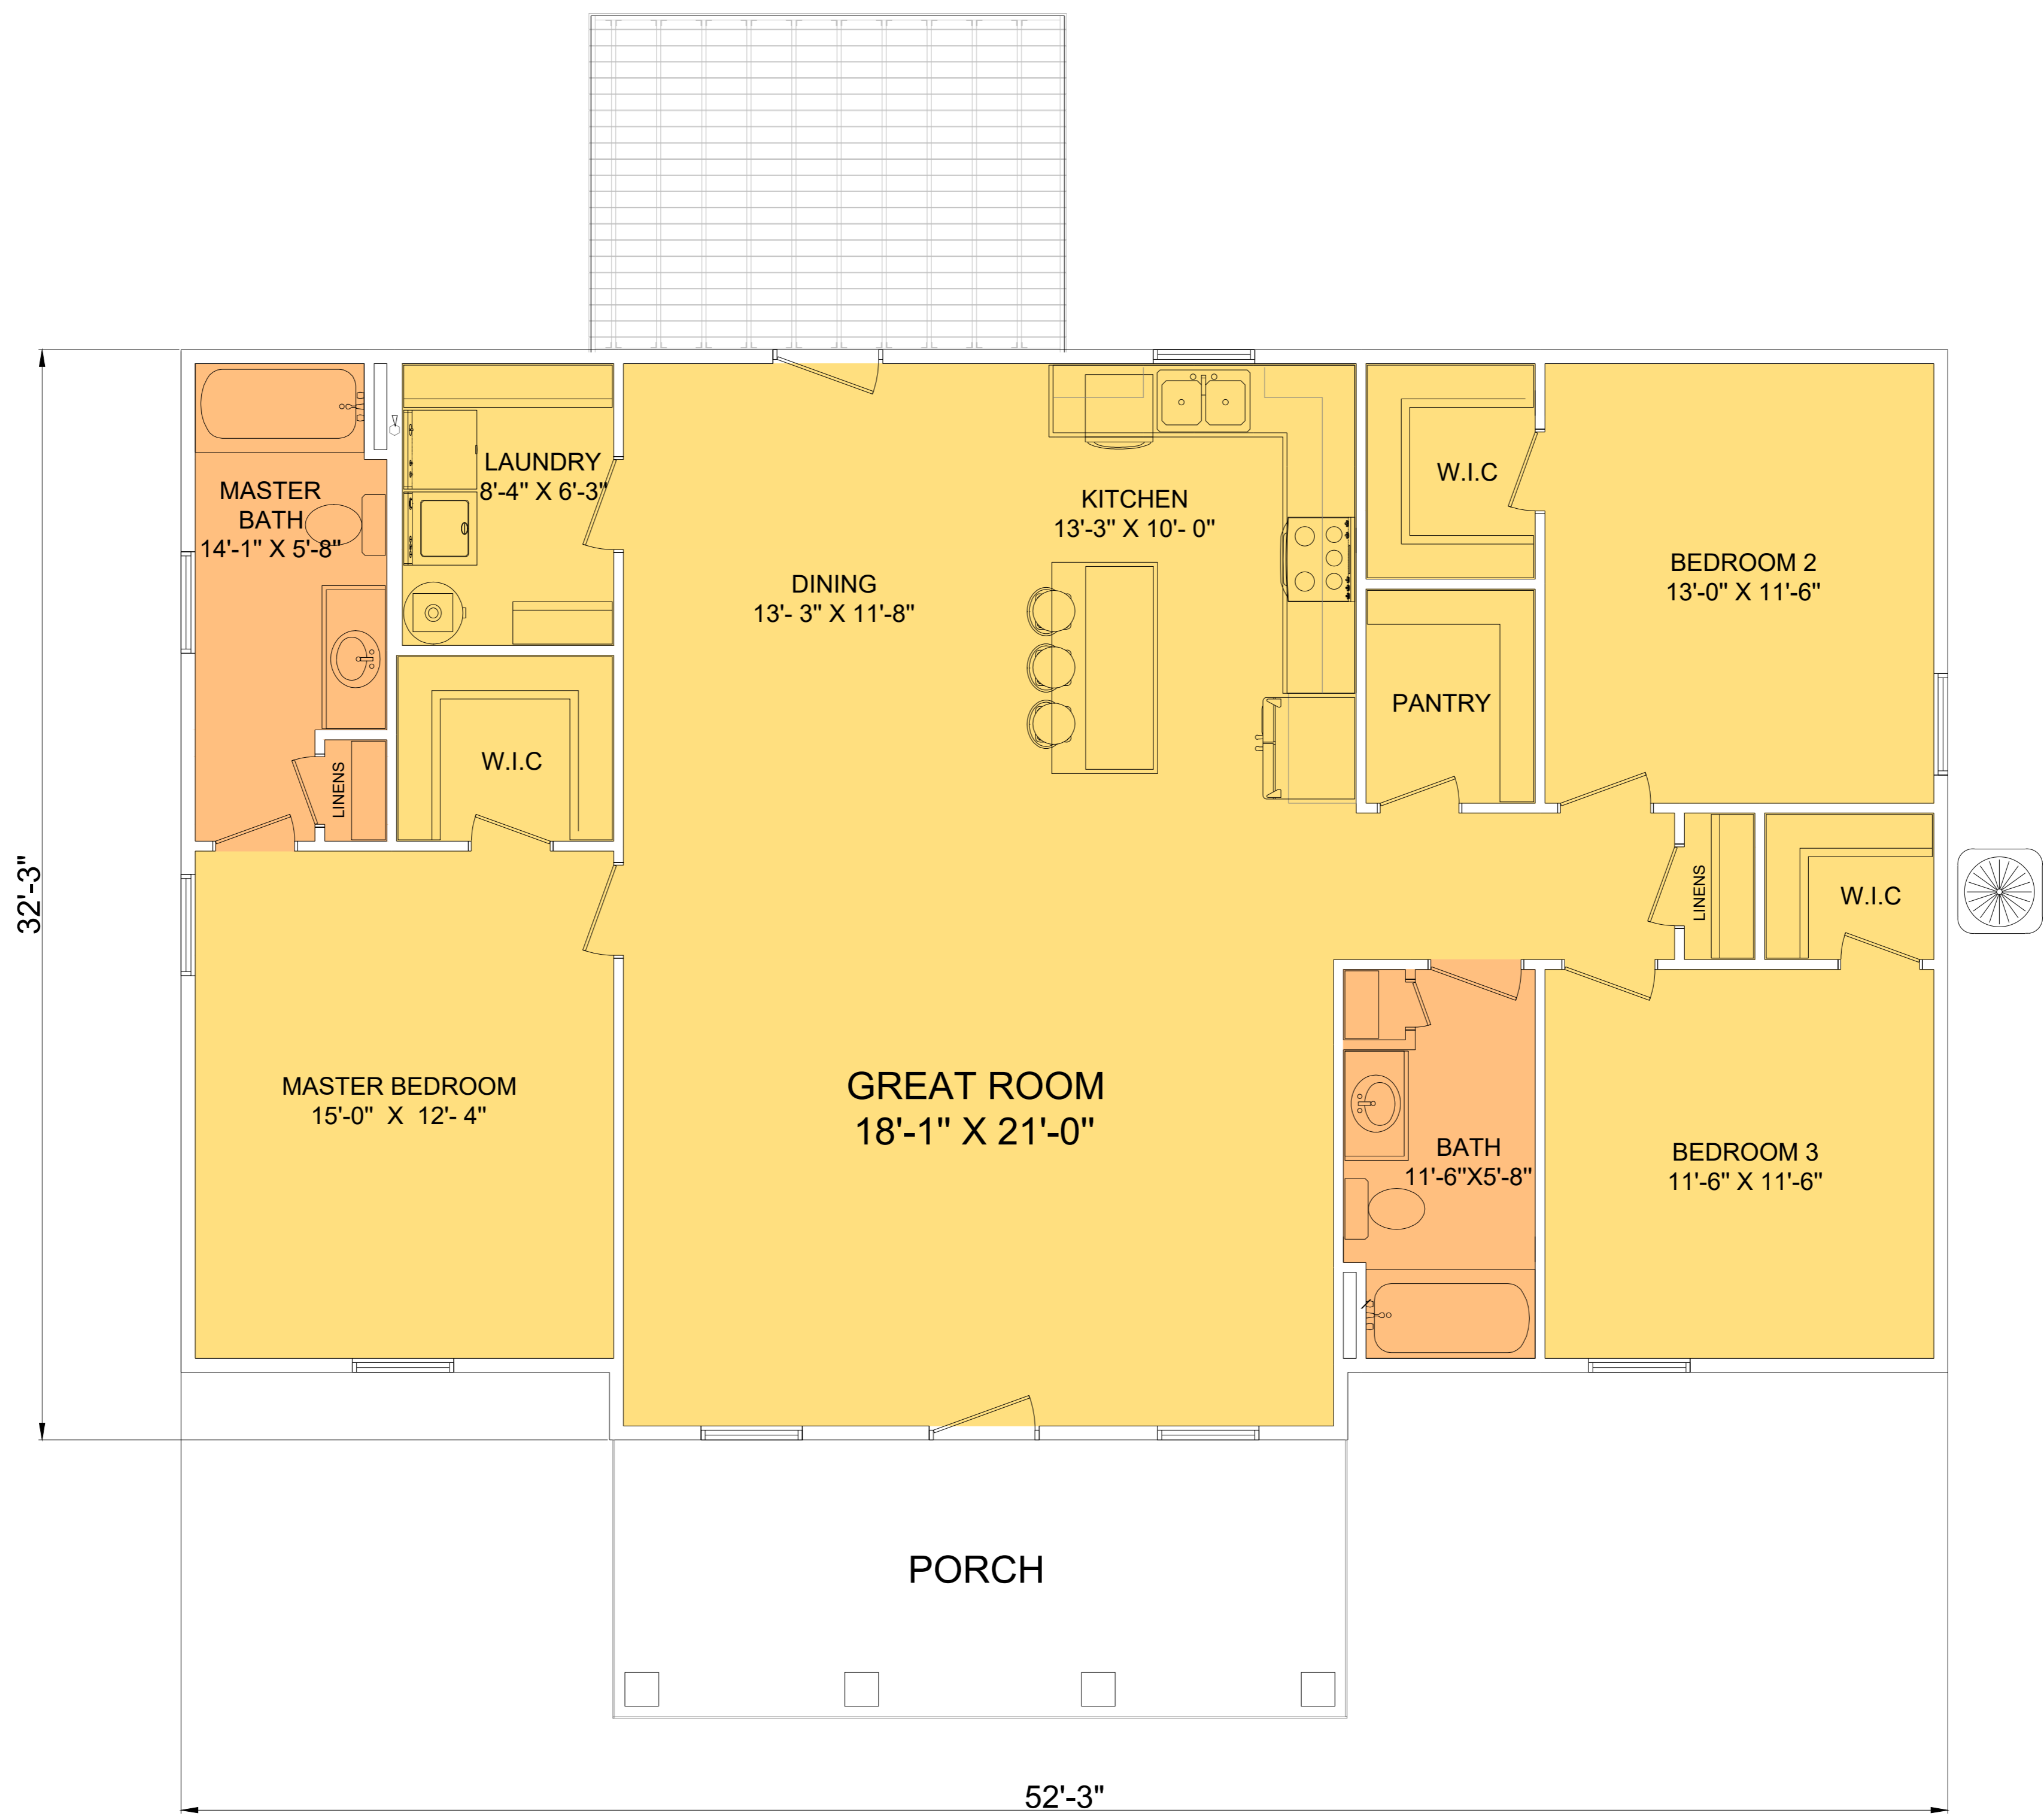 LAUNDRY
8'-4" X 6'-3"
MASTER
BATH
14'-1" X 5'-8"
KITCHEN
13'-3" X 10'- 0"
W.I.C
DINING
13'- 3" X 11'-8"
BEDROOM 2
13'-0" X 11'-6"
PANTRY
W.I.C
LINENS
32'-3"
LINENS
W.I.C
MASTER BEDROOM
15'-0" X 12'- 4"
GREAT ROOM
18'-1" X 21'-0"
BATH
11'-6"X5'-8"
BEDROOM 3
11'-6" X 11'-6"
PORCH
52'-3"